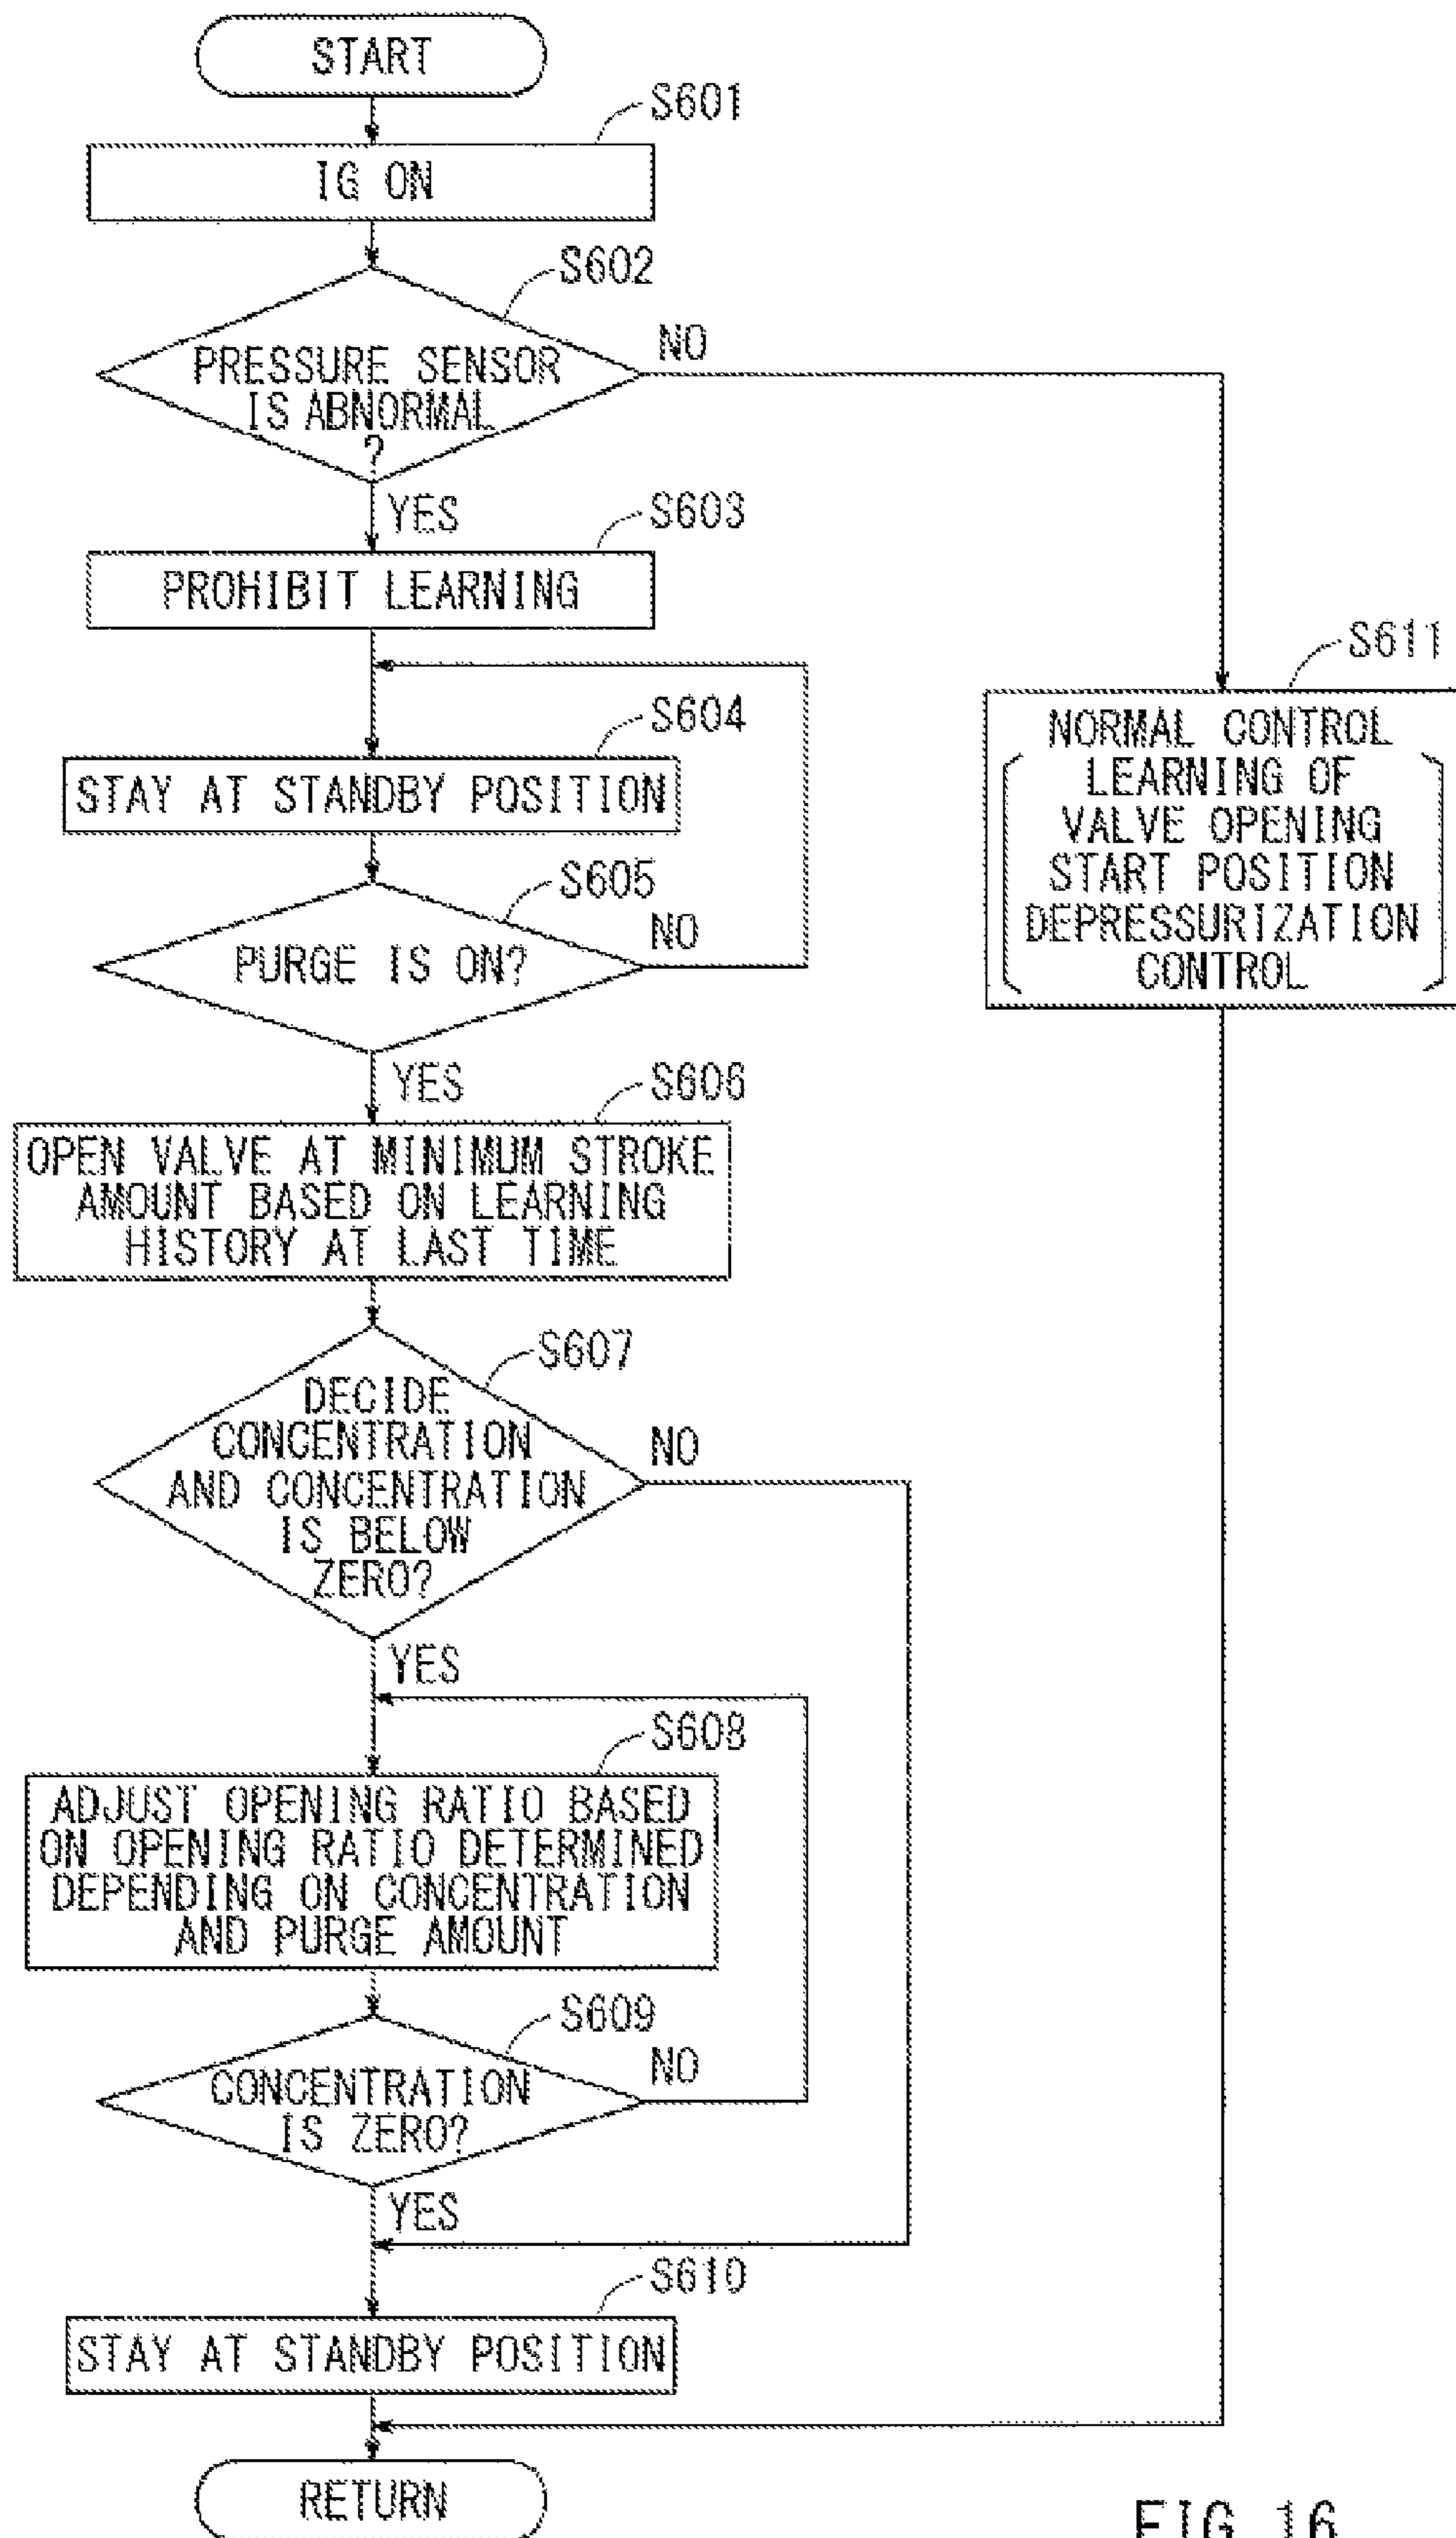 START
S601
IG ON
S602
PRESSURE SENSOR
IS ABNORMAL
?
NO
YES
S603
PROHIBIT LEARNING
S604
STAY AT STANDBY POSITION
S605
PURGE IS ON?
NO
YES
S606
OPEN VALVE AT MINIMUM STROKE
AMOUNT BASED ON LEARNING
HISTORY AT LAST TIME
S607
DECIDE
CONCENTRATION
AND CONCENTRATION
IS BELOW
ZERO?
NO
YES
S608
ADJUST OPENING RATIO BASED
ON OPENING RATIO DETERMINED
DEPENDING ON CONCENTRATION
AND PURGE AMOUNT
S609
CONCENTRATION
IS ZERO?
NO
YES
S610
STAY AT STANDBY POSITION
RETURN
S611
NORMAL CONTROL
LEARNING OF
VALVE OPENING
START POSITION
DEPRESSURIZATION
CONTROL
FIG. 16